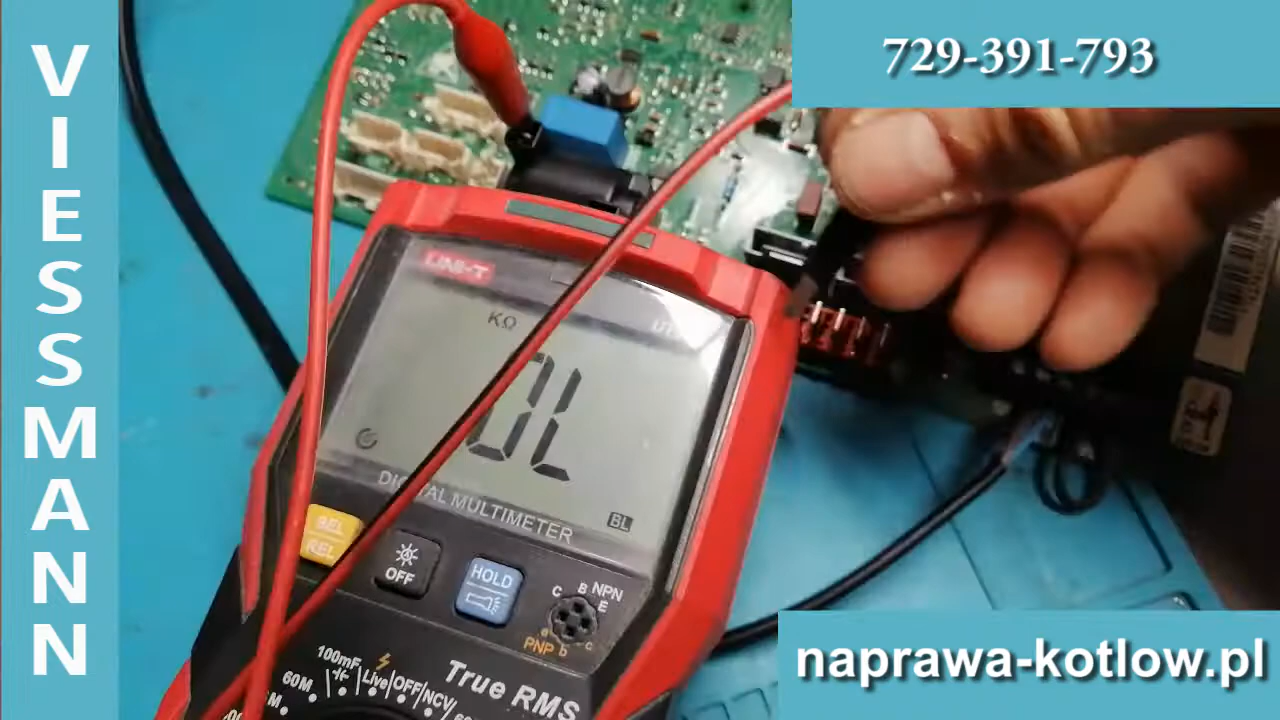 VIESSMANN
729-391-793
UNI-T
KΩ
0L
DIGITAL MULTIMETER
BL
SEL
REL
OFF
HOLD
C
B
NPN
E
PNP
b
c
True RMS
100mF
Live
OFF
NCV
60M
naprawa-kotlow.pl